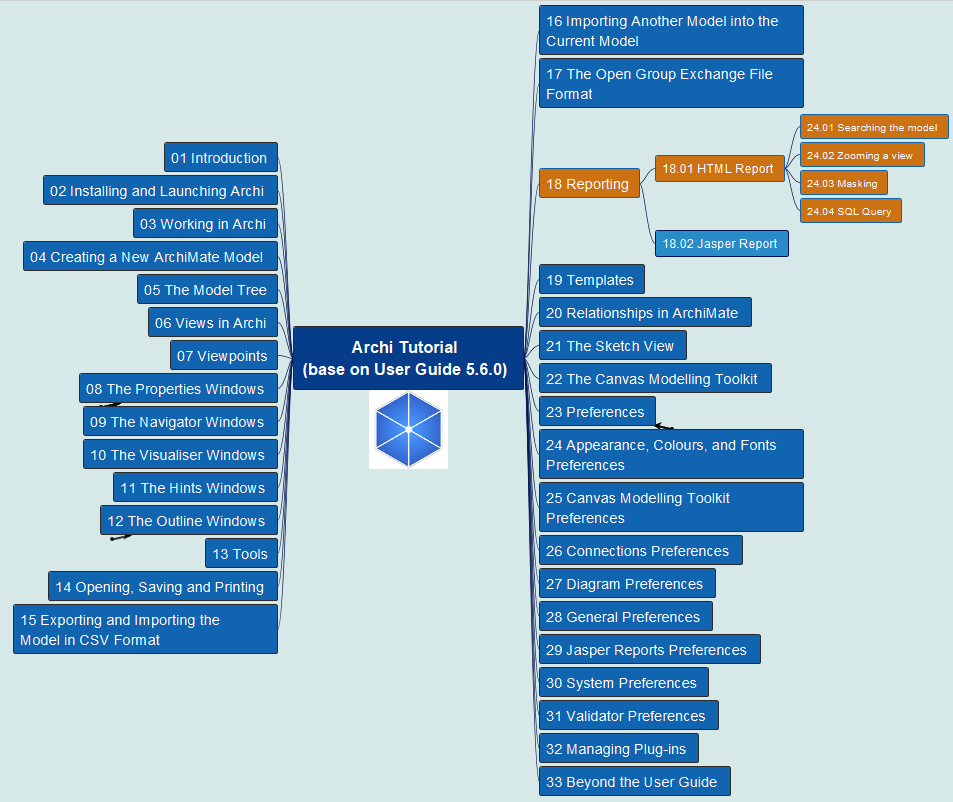 Archi Tutorial
(base on User Guide 5.6.0)
01 Introduction
02 Installing and Launching Archi
03 Working in Archi
04 Creating a New ArchiMate Model
05 The Model Tree
06 Views in Archi
07 Viewpoints
08 The Properties Windows
09 The Navigator Windows
10 The Visualiser Windows
11 The Hints Windows
12 The Outline Windows
13 Tools
14 Opening, Saving and Printing
15 Exporting and Importing the
Model in CSV Format
16 Importing Another Model into the
Current Model
17 The Open Group Exchange File
Format
18 Reporting
18.01 HTML Report
24.01 Searching the model
24.02 Zooming a view
24.03 Masking
24.04 SQL Query
18.02 Jasper Report
19 Templates
20 Relationships in ArchiMate
21 The Sketch View
22 The Canvas Modelling Toolkit
23 Preferences
24 Appearance, Colours, and Fonts
Preferences
25 Canvas Modelling Toolkit
Preferences
26 Connections Preferences
27 Diagram Preferences
28 General Preferences
29 Jasper Reports Preferences
30 System Preferences
31 Validator Preferences
32 Managing Plug-ins
33 Beyond the User Guide